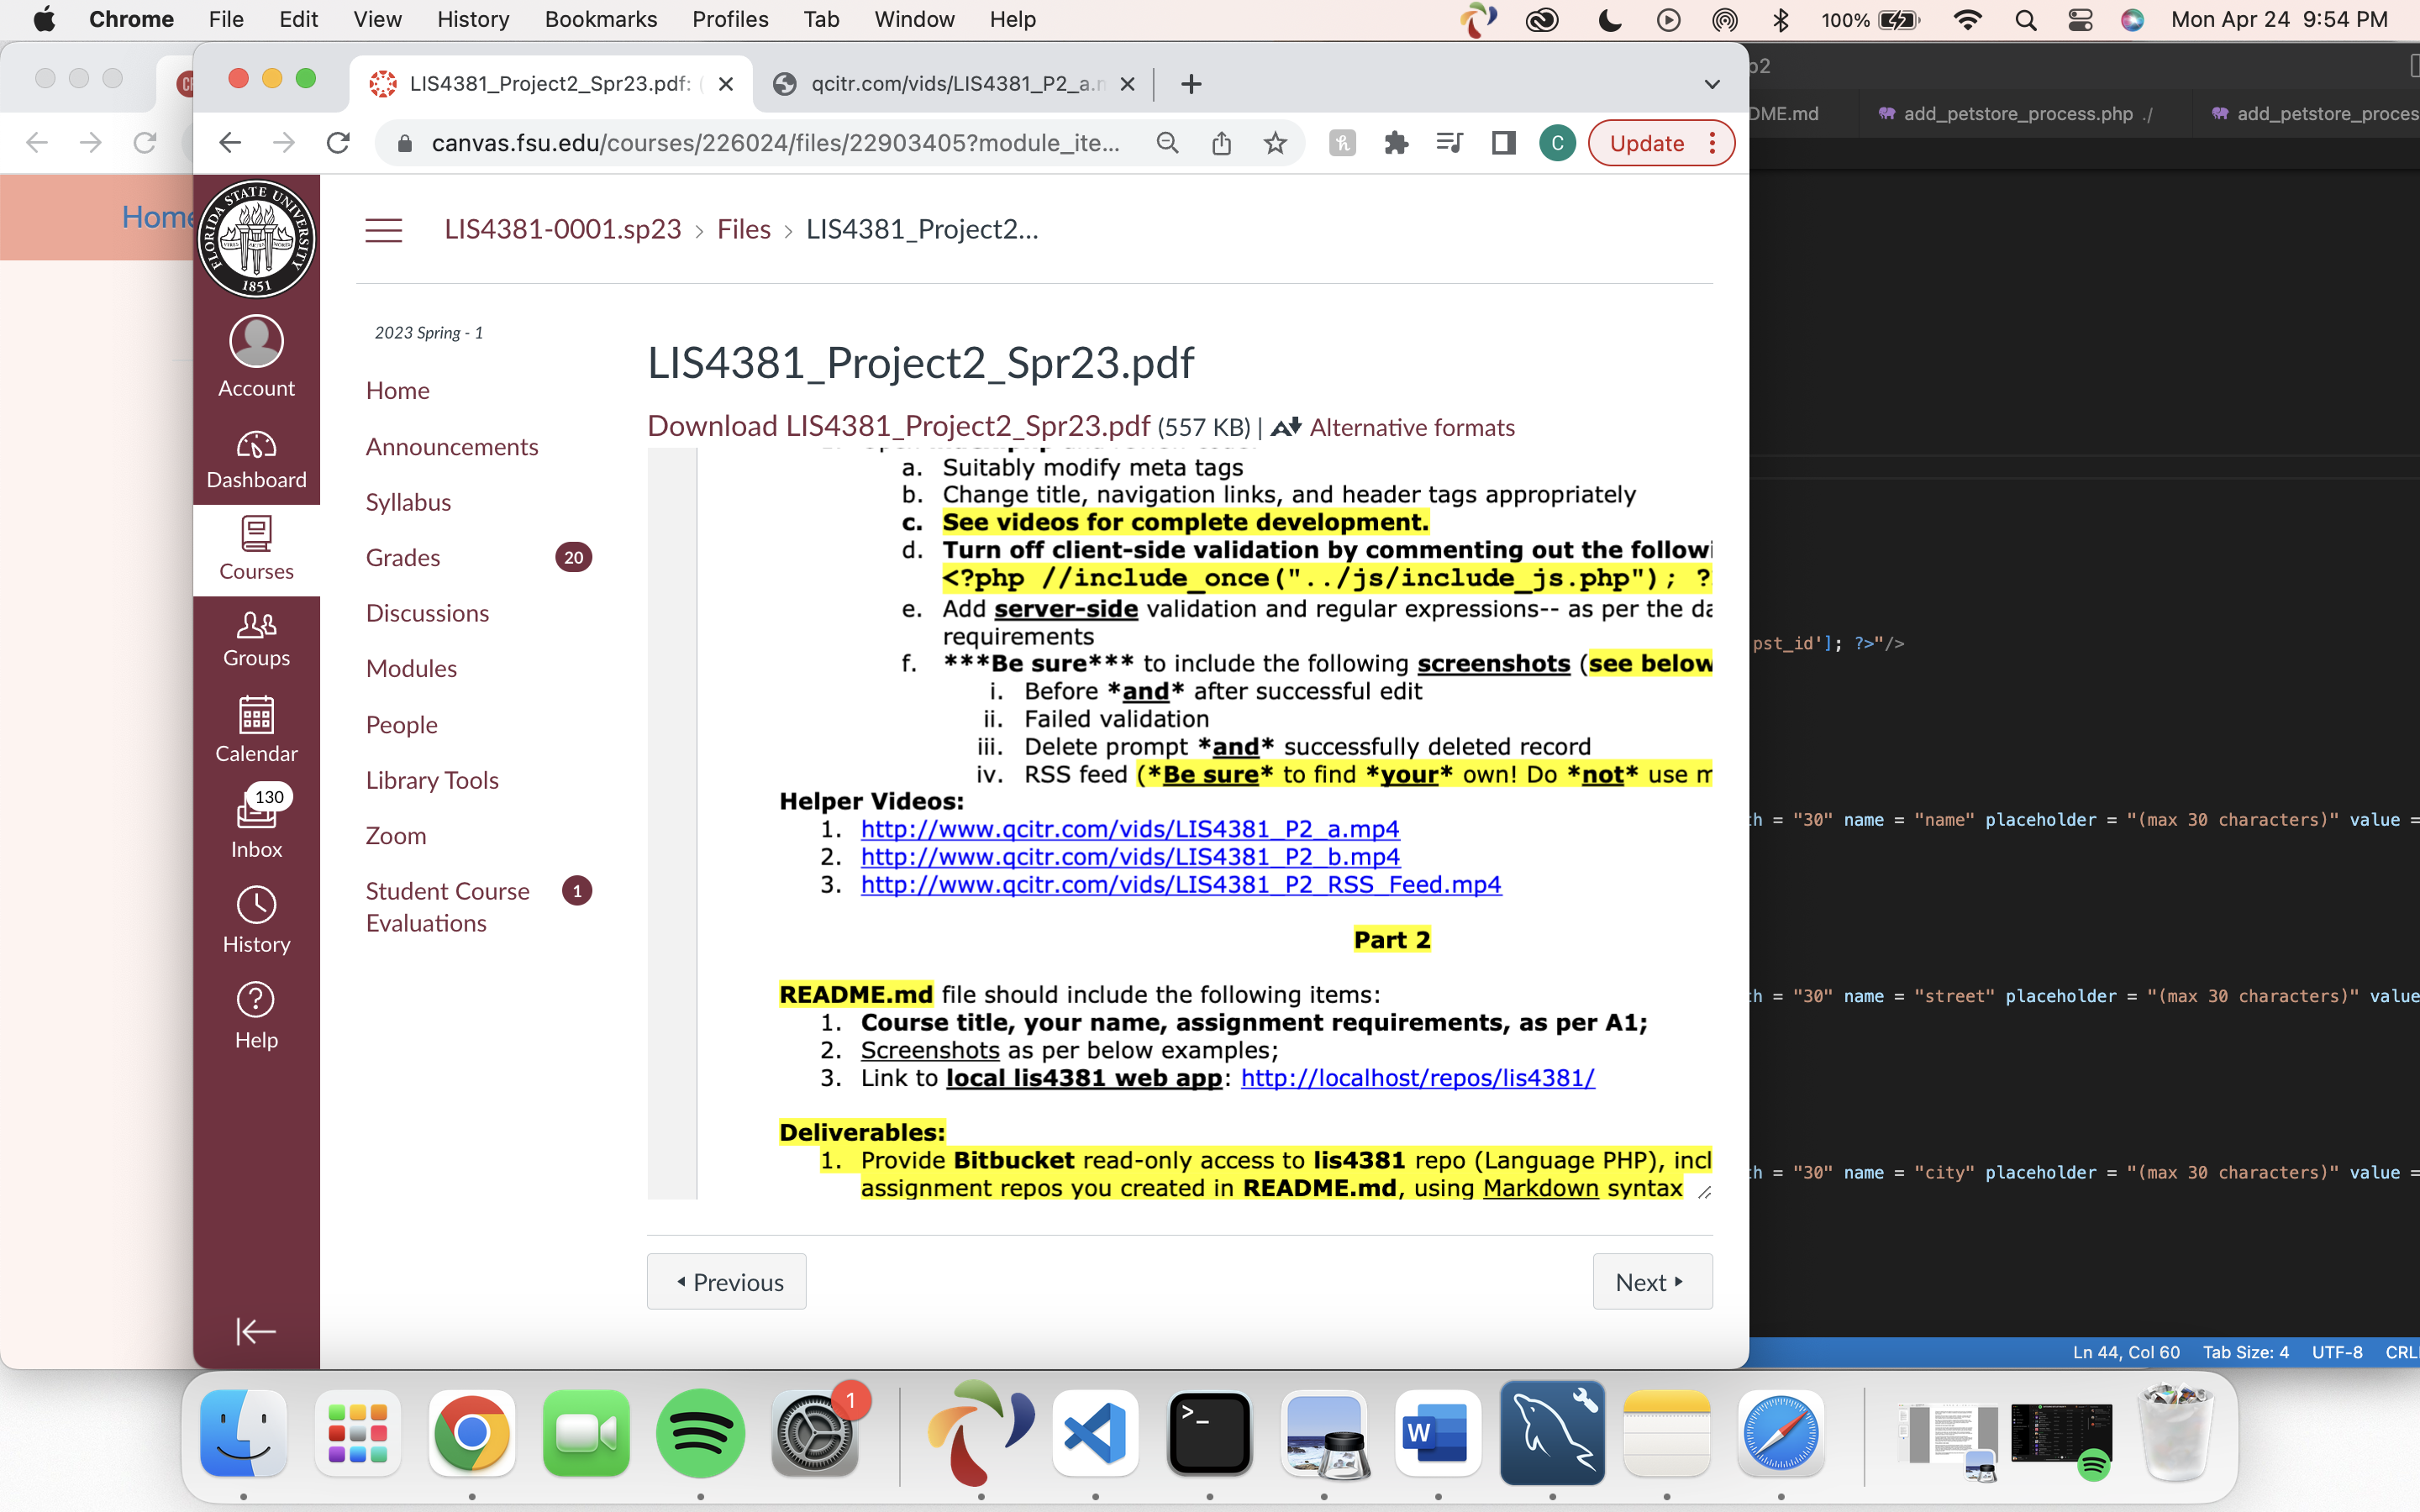 Chrome File Edit View History Bookmarks Profiles Tab Window Help 100% Mon Apr 24 9:54 PM
LIS4381_Project2_Spr23.pdf: qcitr.com/vids/LIS4381_P2_a.m
canvas.fsu.edu/courses/226024/files/22903405?module_ite... C Update
Home
FLORIDA STATE UNIVERSITY
1851
Account
Dashboard
Courses
Groups
Calendar
130
Inbox
History
Help
LIS4381-0001.sp23 › Files › LIS4381_Project2...
2023 Spring - 1
Home
Announcements
Syllabus
Grades 20
Discussions
Modules
People
Library Tools
Zoom
Student Course Evaluations 1
LIS4381_Project2_Spr23.pdf
Download LIS4381_Project2_Spr23.pdf (557 KB) | Alternative formats
a. Suitably modify meta tags
b. Change title, navigation links, and header tags appropriately
c. See videos for complete development.
d. Turn off client-side validation by commenting out the followi
<?php //include_once("../js/include_js.php"); ?
e. Add server-side validation and regular expressions-- as per the da
requirements
f. ***Be sure*** to include the following screenshots (see below
i. Before *and* after successful edit
ii. Failed validation
iii. Delete prompt *and* successfully deleted record
iv. RSS feed (*Be sure* to find *your* own! Do *not* use m
Helper Videos:
1. http://www.qcitr.com/vids/LIS4381_P2_a.mp4
2. http://www.qcitr.com/vids/LIS4381_P2_b.mp4
3. http://www.qcitr.com/vids/LIS4381_P2_RSS_Feed.mp4
Part 2
README.md file should include the following items:
1. Course title, your name, assignment requirements, as per A1;
2. Screenshots as per below examples;
3. Link to local lis4381 web app: http://localhost/repos/lis4381/
Deliverables:
1. Provide Bitbucket read-only access to lis4381 repo (Language PHP), incl
assignment repos you created in README.md, using Markdown syntax
Previous Next
p2
DME.md add_petstore_process.php ./ add_petstore_proces
pst_id']; ?>"/>
th = "30" name = "name" placeholder = "(max 30 characters)" value =
th = "30" name = "street" placeholder = "(max 30 characters)" value
th = "30" name = "city" placeholder = "(max 30 characters)" value =
Ln 44, Col 60 Tab Size: 4 UTF-8 CRL
1
>_
W